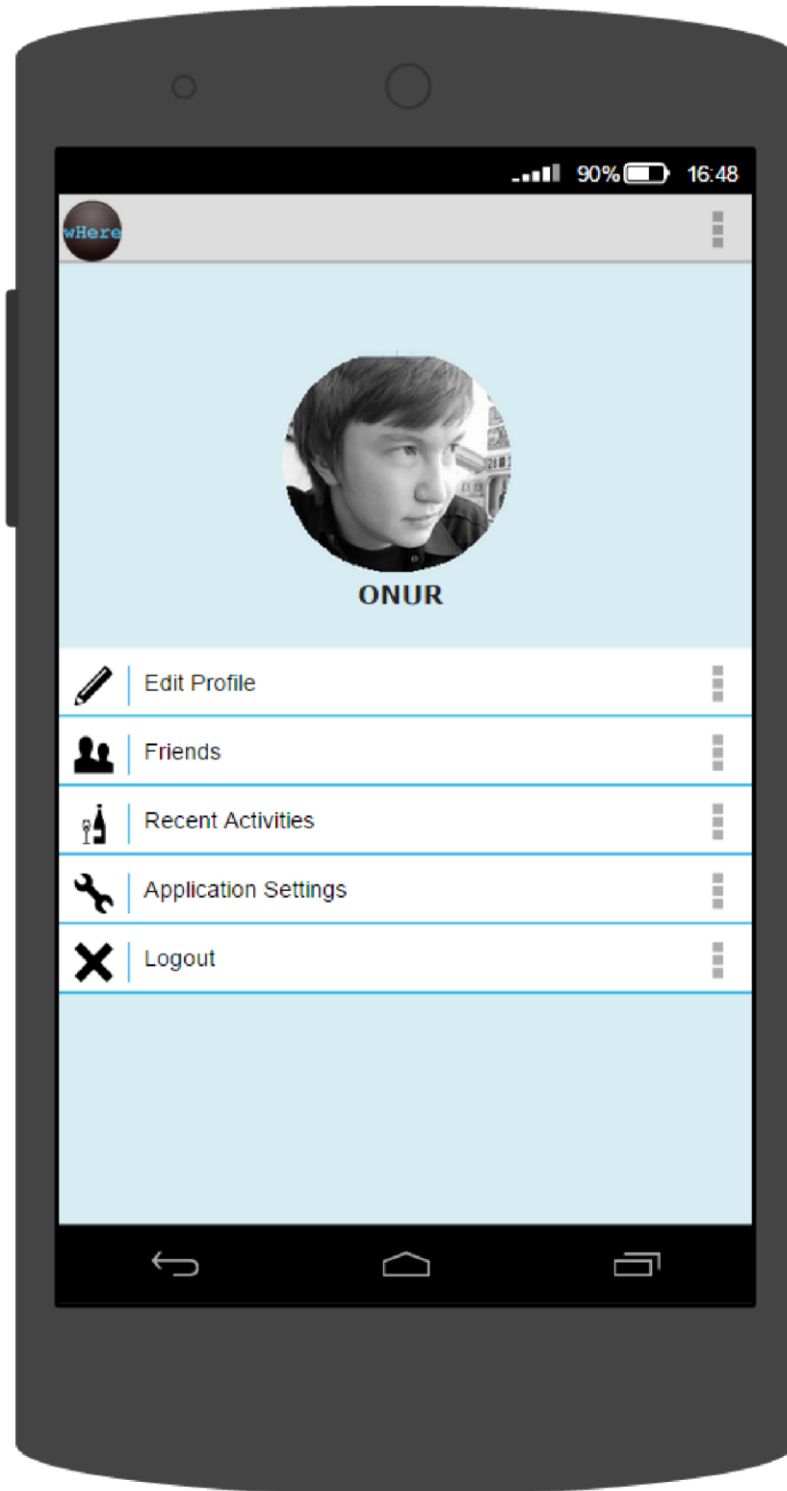 90% 16:48
wHere
ONUR
Edit Profile
Friends
Recent Activities
Application Settings
Logout